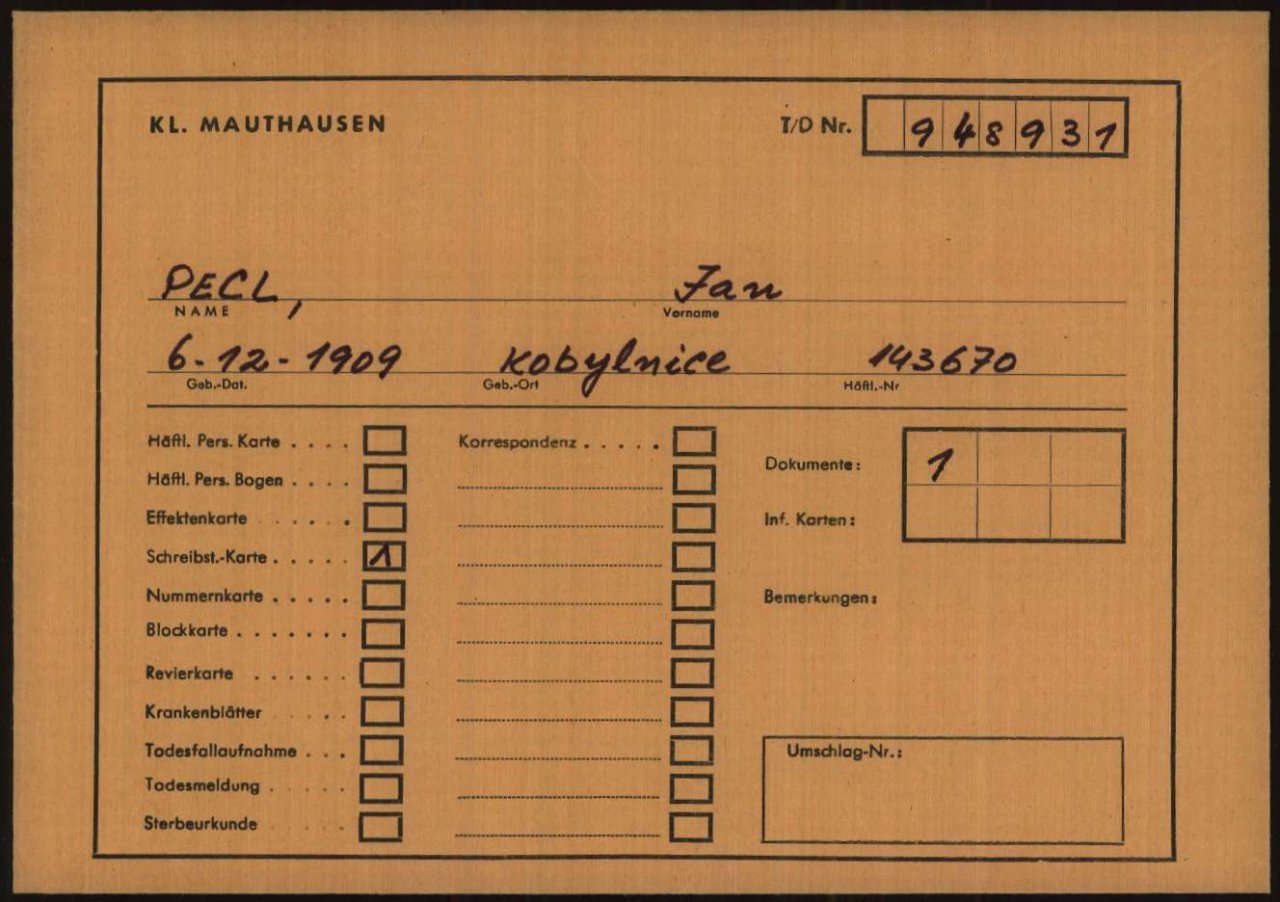 KL. MAUTHAUSEN T/D Nr. 948931
PECL, Jan
NAME Vorname
6-12-1909 Kobylnice 143670
Geb.-Dat. Geb.-Ort Häftl.-Nr
Häftl. Pers. Karte . . . . Korrespondenz . . . . .
Dokumente: 1
Häftl. Pers. Bogen . . . .
Effektenkarte . . . . . Inf. Karten:
Schreibst.-Karte . . . . . 1
Nummernkarte . . . . . Bemerkungen:
Blockkarte . . . . . . .
Revierkarte . . . . .
Krankenblätter . . . .
Todesfallaufnahme . . . Umschlag-Nr.:
Todesmeldung . . . . .
Sterbeurkunde . . . . .